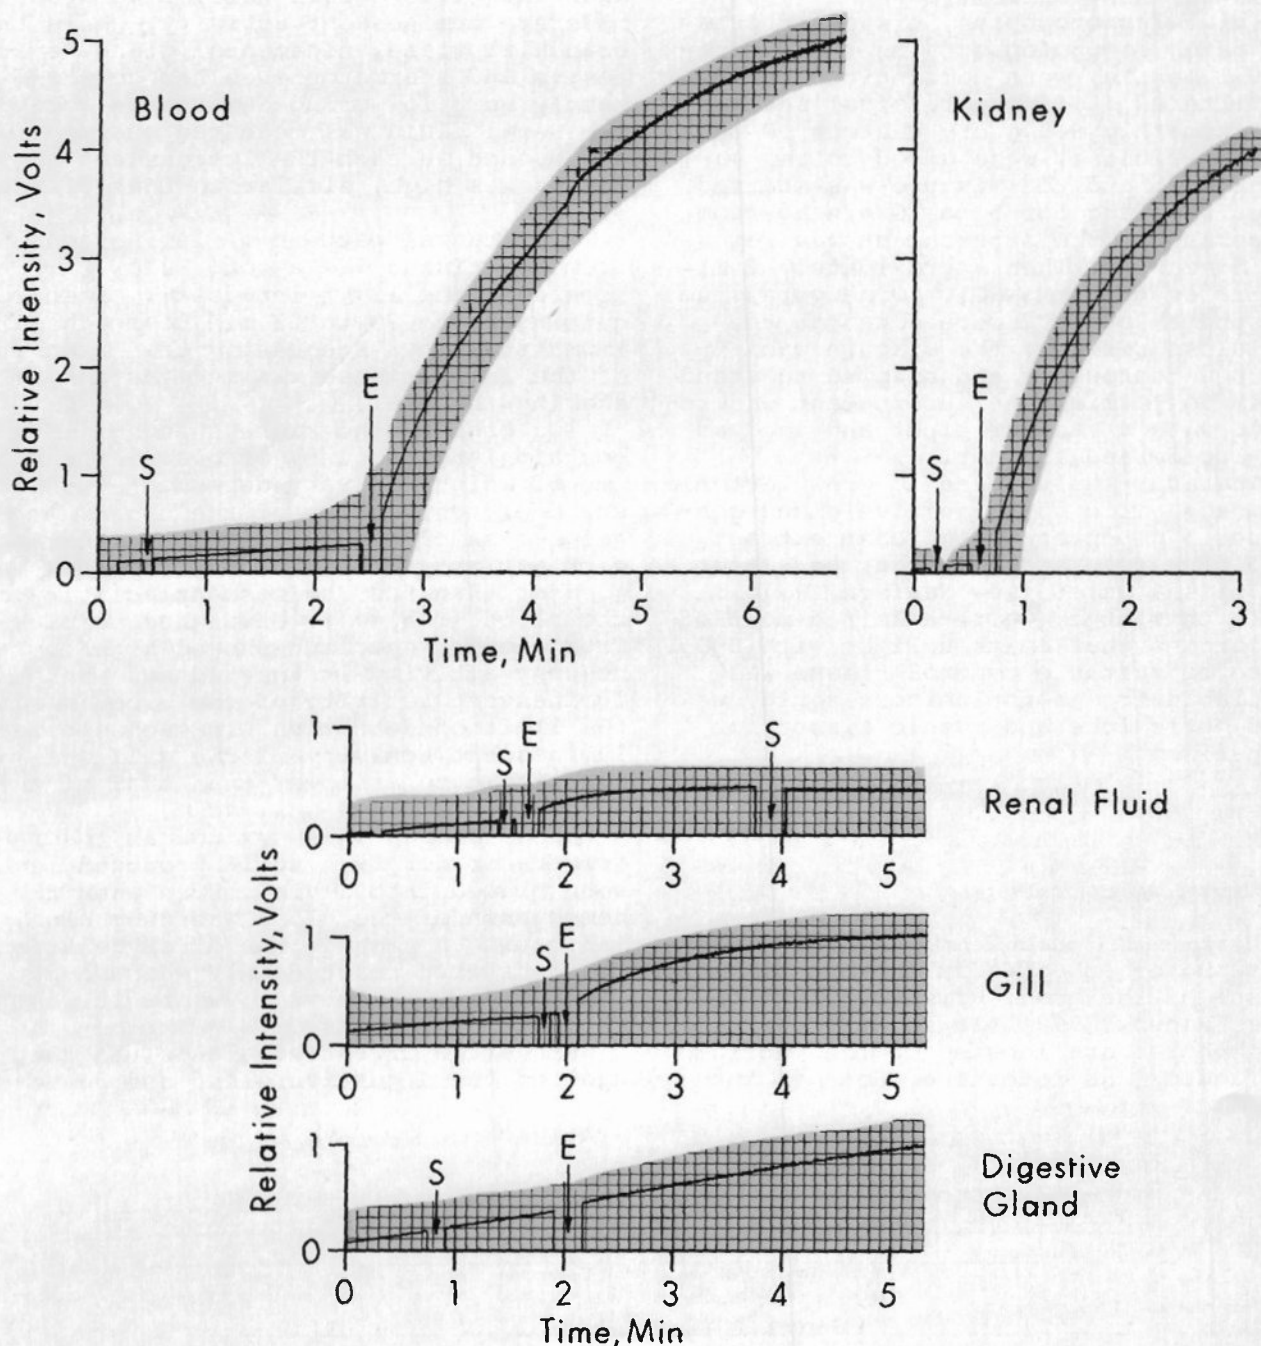 Blood
Relative Intensity, Volts
5
4
3
2
1
0
S
E
0 1 2 3 4 5 6
Time, Min
Kidney
S
E
0 1 2 3
Relative Intensity, Volts
1
0
S
E
S
0 1 2 3 4 5
Renal Fluid
1
0
S
E
0 1 2 3 4 5
Gill
1
0
S
E
0 1 2 3 4 5
Digestive
Gland
Time, Min